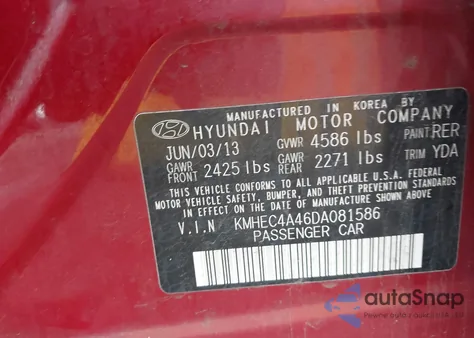 MANUFACTURED IN KOREA BY
HYUNDAI MOTOR COMPANY
JUN/03/13 GVWR 4586 lbs PAINT: RER
GAWR FRONT 2425 lbs GAWR REAR 2271 lbs TRIM YDA
THIS VEHICLE CONFORMS TO ALL APPLICABLE U.S.A. FEDERAL
MOTOR VEHICLE SAFETY, BUMPER, AND THEFT PREVENTION STANDARDS
IN EFFECT ON THE DATE OF MANUFACTURE SHOWN ABOVE.
V.I.N KMHEC4A46DA081586
PASSENGER CAR
autoSnap